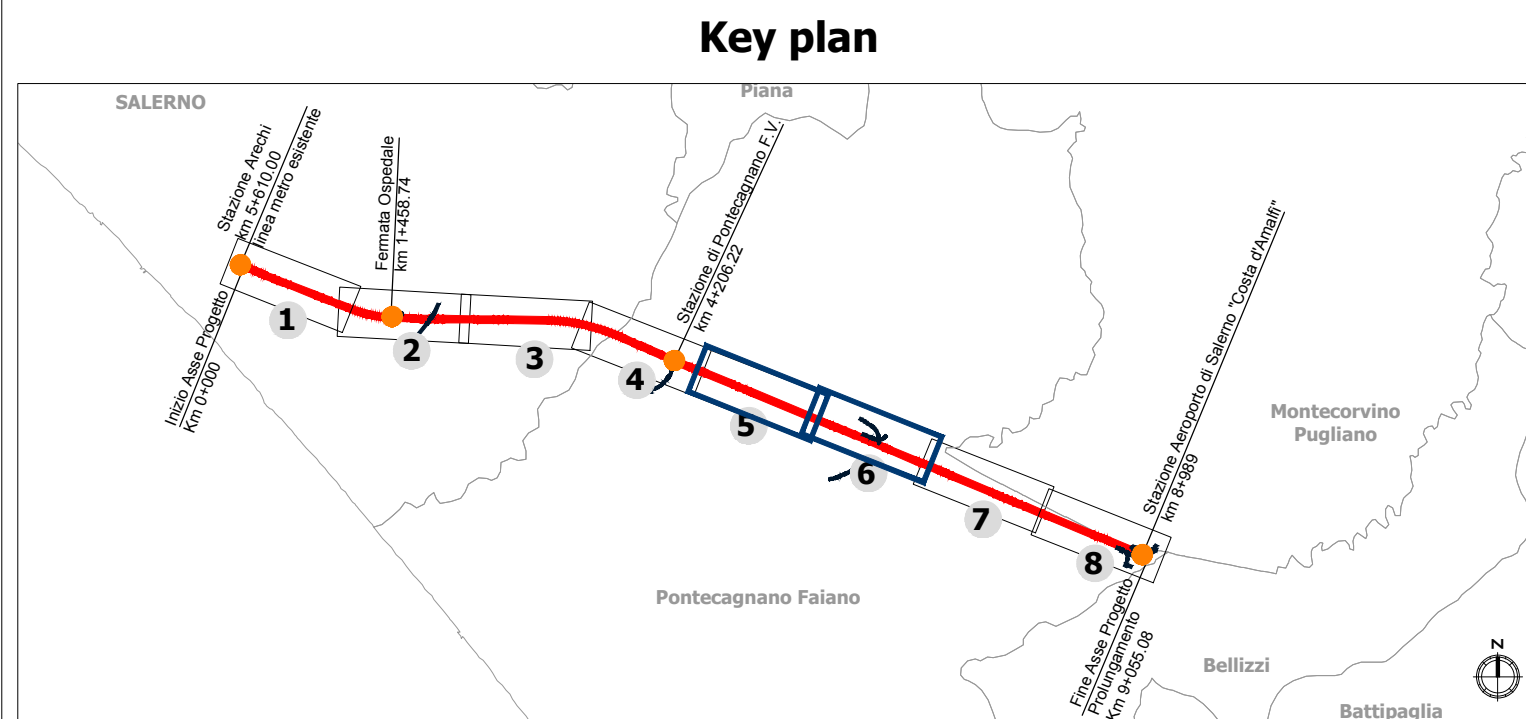 Key plan
SALERNO
Piana
Stazione Arechi
km 5+610.00
linea metro esistente
Fermata Ospedale
km 1+458.74
Stazione di Pontecagnano F.V.
km 4+206.22
Stazione Aeroporto di Salerno "Costa d'Amalfi"
km 8+989
Inizio Asse Progetto
Km 0+000
1
2
3
4
5
6
7
8
Montecorvino
Pugliano
Pontecagnano Faiano
Fine Asse Progetto
Prolungamento
Km 9+055.08
Bellizzi
Battipaglia
N